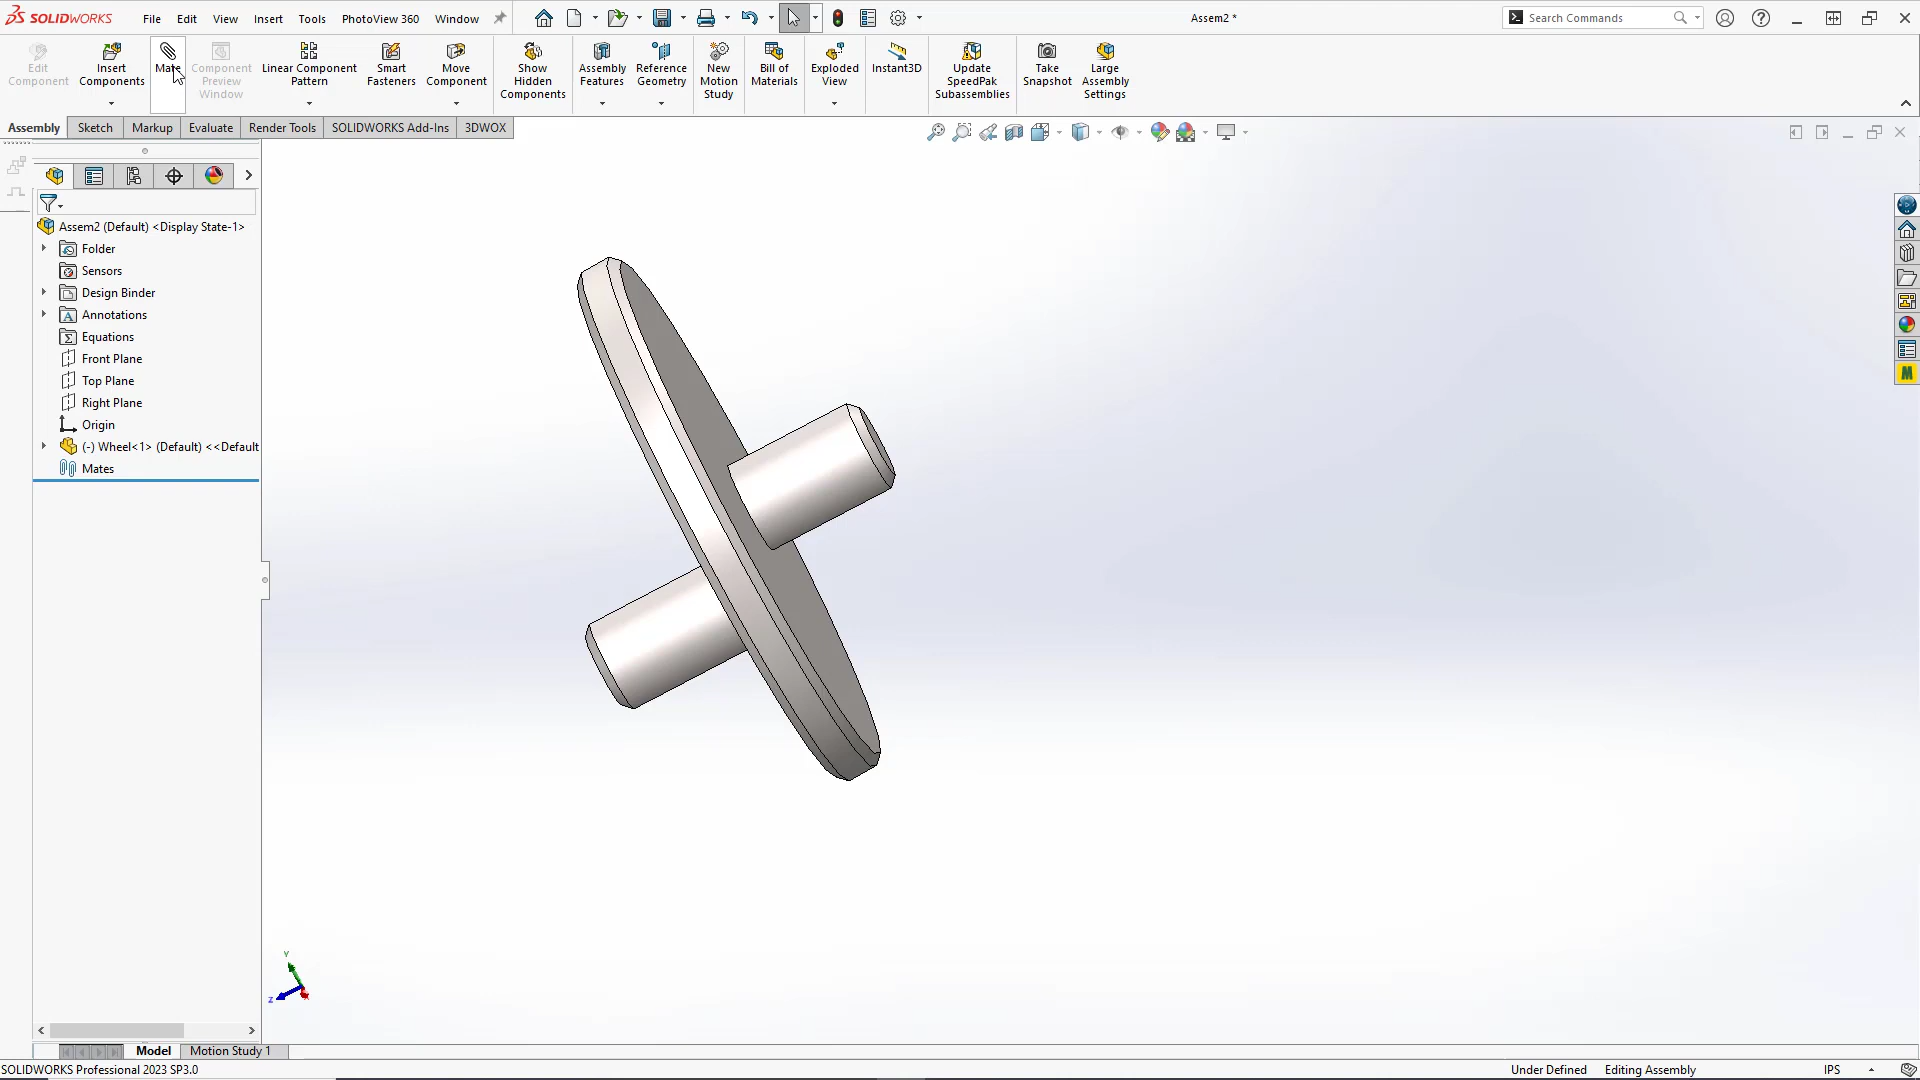 SOLIDWORKS
File Edit View Insert Tools PhotoView 360 Window
Assem2 *
Search Commands
Edit Component
Insert Components
Mate
Component Preview Window
Linear Component Pattern
Smart Fasteners
Move Component
Show Hidden Components
Assembly Features
Reference Geometry
New Motion Study
Bill of Materials
Exploded View
Instant3D
Update SpeedPak Subassemblies
Take Snapshot
Large Assembly Settings
Assembly Sketch Markup Evaluate Render Tools SOLIDWORKS Add-Ins 3DWOX
Assem2 (Default) <Display State-1>
Folder
Sensors
Design Binder
Annotations
Equations
Front Plane
Top Plane
Right Plane
Origin
(-) Wheel<1> (Default) <<Default
Mates
M
Y
Z
Model Motion Study 1
SOLIDWORKS Professional 2023 SP3.0
Under Defined Editing Assembly IPS